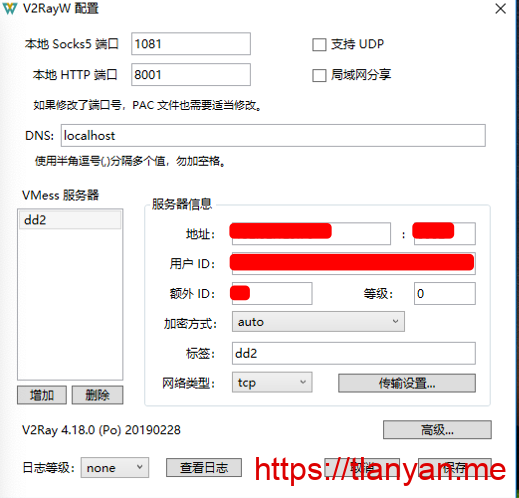 V2RayW 配置
本地 Socks5 端口 1081 支持 UDP
本地 HTTP 端口 8001 局域网分享
如果修改了端口号，PAC 文件也需要适当修改。
DNS: localhost
使用半角逗号(,)分隔多个值，勿加空格。
VMess 服务器
dd2
增加 删除
服务器信息
地址: :
用户 ID:
额外 ID: 等级: 0
加密方式: auto
标签: dd2
网络类型: tcp 传输设置...
V2Ray 4.18.0 (Po) 20190228 高级...
日志等级: none 查看日志 取消 保存
https://tlanyan.me